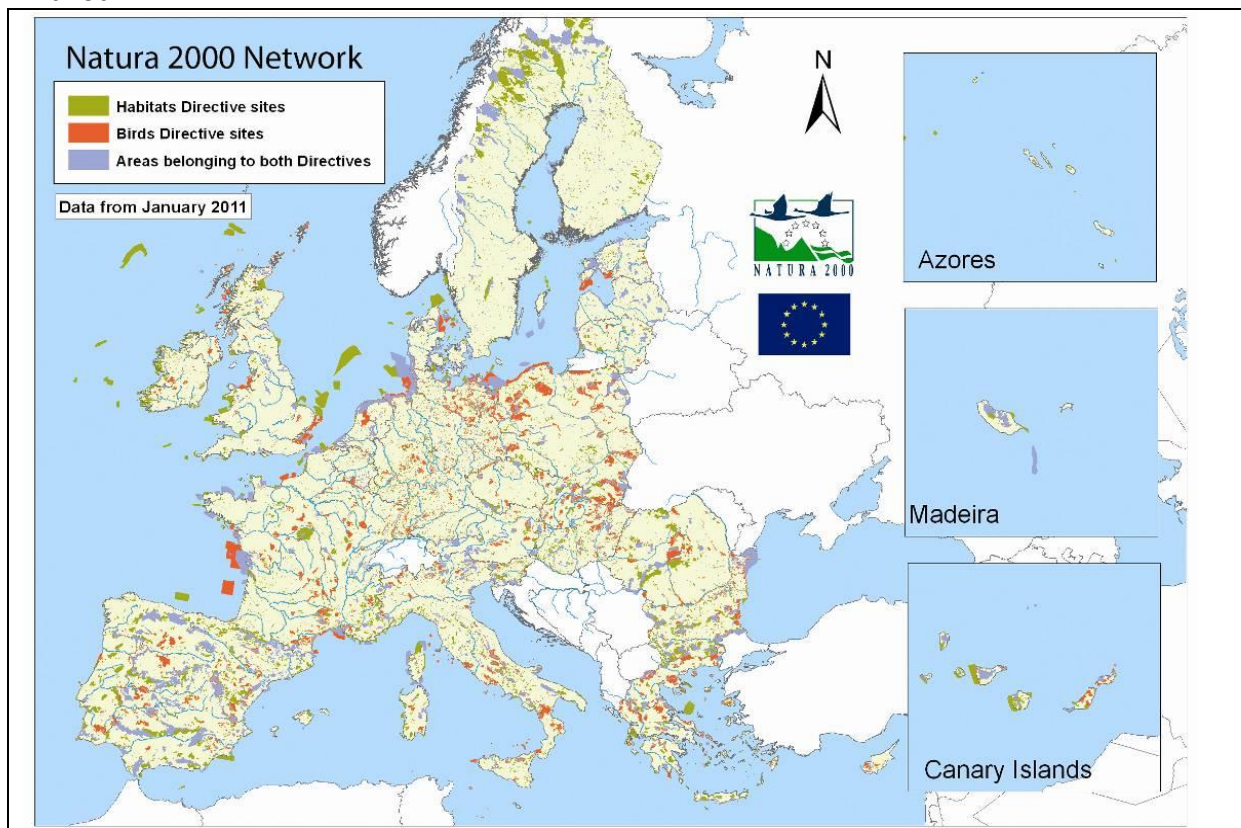 Natura 2000 Network
Habitats Directive sites
Birds Directive sites
Areas belonging to both Directives
Data from January 2011
N
NATURA 2000
Azores
Madeira
Canary Islands